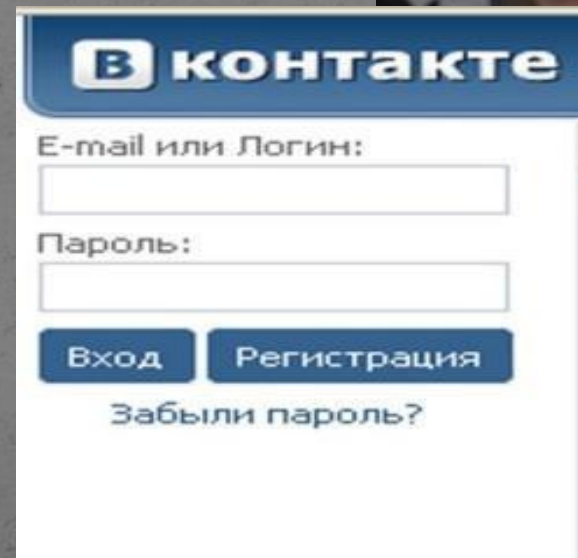 В контакте
E-mail или Логин:
Пароль:
Вход Регистрация
Забыли пароль?